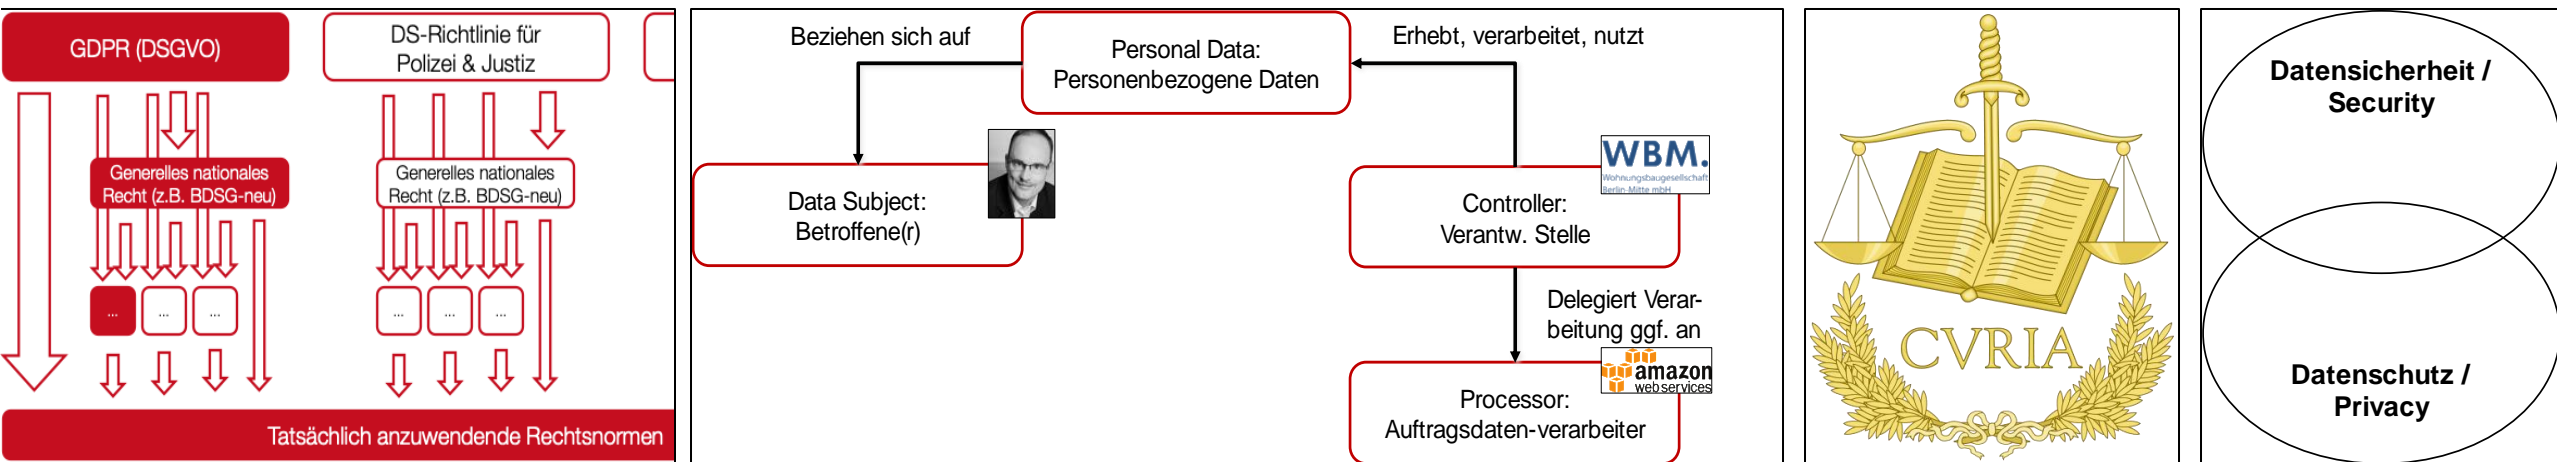 GDPR (DSGVO)
DS-Richtlinie für
Polizei & Justiz
Generelles nationales
Recht (z.B. BDSG-neu)
Generelles nationales
Recht (z.B. BDSG-neu)
...
...
...
...
...
...
Tatsächlich anzuwendende Rechtsnormen
Beziehen sich auf
Personal Data:
Personenbezogene Daten
Erhebt, verarbeitet, nutzt
Data Subject:
Betroffene(r)
WBM.
Wohnungsbaugesellschaft
Berlin-Mitte mbH
Controller:
Verantw. Stelle
Delegiert Verar-
beitung ggf. an
amazon
webservices
Processor:
Auftragsdaten-verarbeiter
CVRIA
Datensicherheit /
Security
Datenschutz /
Privacy